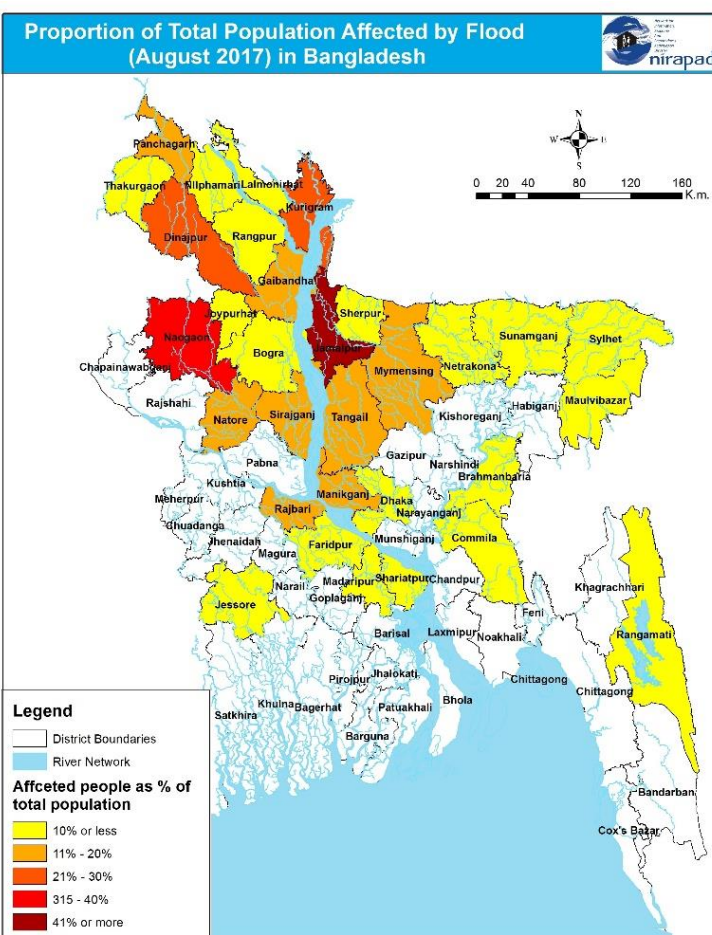 Proportion of Total Population Affected by Flood
(August 2017) in Bangladesh
nirapad
N
W
E
S
0 20 40 80 120 160
K.m.
Panchagarh
Thakurgaon
Nilphamari
Lalmonirhat
Kurigram
Dinajpur
Rangpur
Gaibandha
Joypurhat
Sherpur
Naogaon
Jamalpur
Bogra
Sunamganj
Sylhet
Netrakona
Mymensing
Maulvibazar
Chapainawabganj
Rajshahi
Natore
Sirajganj
Tangail
Kishoreganj
Habiganj
Pabna
Gazipur
Narshindi
Brahmanbaria
Kushtia
Meherpur
Manikganj
Dhaka
Rajbari
Narayanganj
Chuadanga
Jhenaidah
Magura
Faridpur
Munshiganj
Commila
Jessore
Narail
Madaripur
Shariatpur
Chandpur
Goplaganj
Khagrachhari
Feni
Rangamati
Barisal
Laxmipur
Noakhali
Chittagong
Chittagong
Pirojpur
Jhalokati
Bhola
Satkhira
Khulna
Bagerhat
Patuakhali
Barguna
Bandarban
Cox's Bazar
Legend
District Boundaries
River Network
Affceted people as % of
total population
10% or less
11% - 20%
21% - 30%
315 - 40%
41% or more